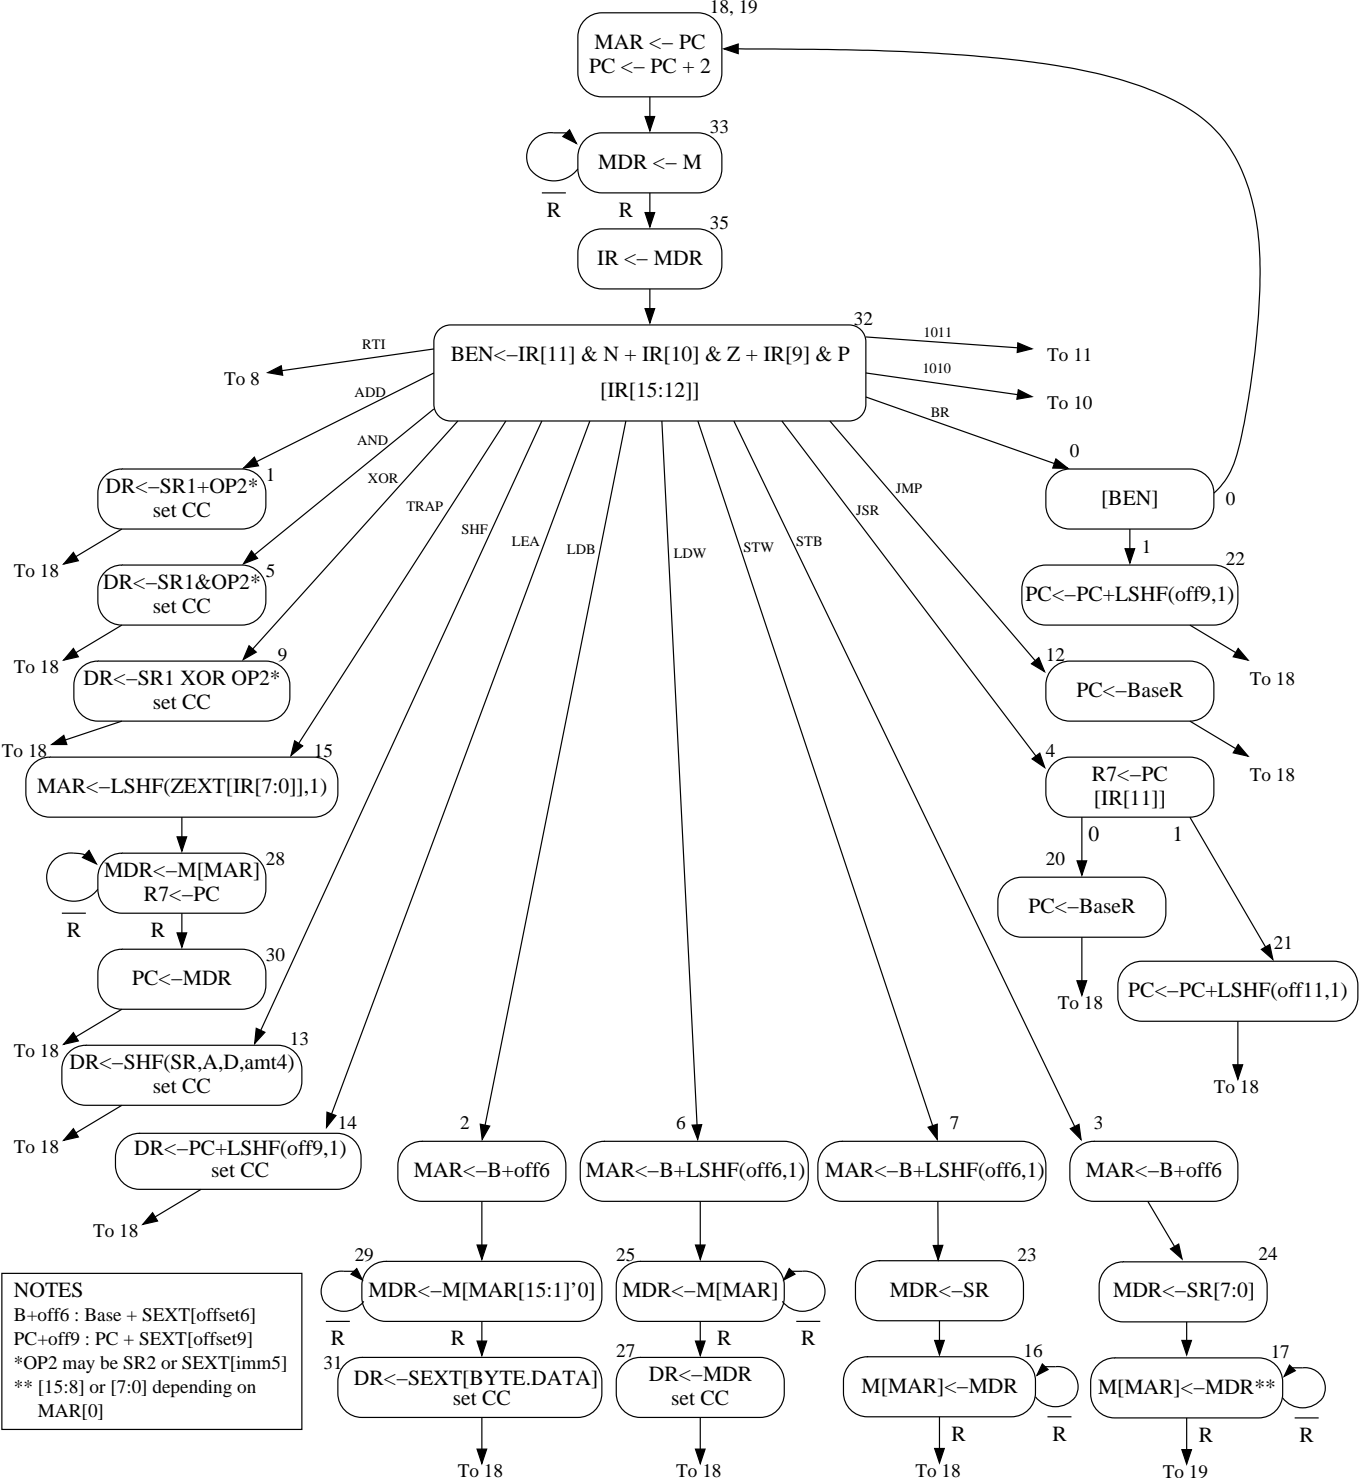 18, 19
MAR <– PC
PC <– PC + 2
33
MDR <– M
R
R
35
IR <– MDR
32
BEN<–IR[11] & N + IR[10] & Z + IR[9] & P
[IR[15:12]]
RTI
To 8
1011
To 11
1010
To 10
ADD
AND
XOR
TRAP
SHF
LEA
LDB
LDW
STW
STB
JSR
JMP
BR
1
DR<–SR1+OP2*
set CC
To 18
5
DR<–SR1&OP2*
set CC
To 18
9
DR<–SR1 XOR OP2*
set CC
To 18
15
MAR<–LSHF(ZEXT[IR[7:0]],1)
28
MDR<–M[MAR]
R7<–PC
R
R
30
PC<–MDR
To 18
13
DR<–SHF(SR,A,D,amt4)
set CC
To 18
14
DR<–PC+LSHF(off9,1)
set CC
To 18
0
[BEN]
0
1
22
PC<–PC+LSHF(off9,1)
To 18
12
PC<–BaseR
To 18
4
R7<–PC
[IR[11]]
0
1
20
PC<–BaseR
To 18
21
PC<–PC+LSHF(off11,1)
To 18
2
MAR<–B+off6
29
MDR<–M[MAR[15:1]’0]
R
R
31
DR<–SEXT[BYTE.DATA]
set CC
To 18
6
MAR<–B+LSHF(off6,1)
25
MDR<–M[MAR]
R
R
27
DR<–MDR
set CC
To 18
7
MAR<–B+LSHF(off6,1)
23
MDR<–SR
16
M[MAR]<–MDR
R
R
To 18
3
MAR<–B+off6
24
MDR<–SR[7:0]
17
M[MAR]<–MDR**
R
R
To 19
NOTES
B+off6 : Base + SEXT[offset6]
PC+off9 : PC + SEXT[offset9]
*OP2 may be SR2 or SEXT[imm5]
** [15:8] or [7:0] depending on
MAR[0]